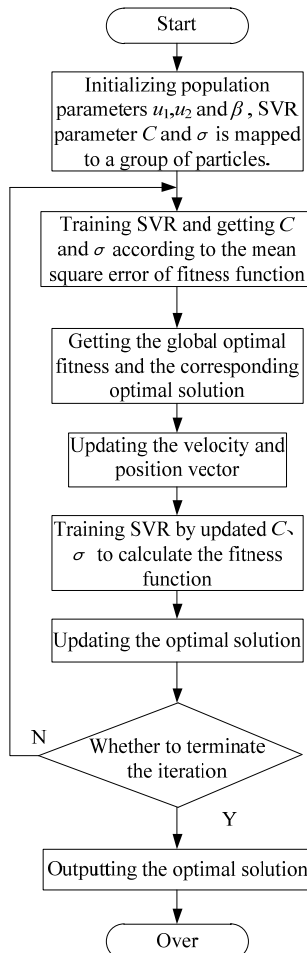 Start
Initializing population
parameters u1,u2 and β, SVR
parameter C and σ is mapped
to a group of particles.
Training SVR and getting C
and σ according to the mean
square error of fitness function
Getting the global optimal
fitness and the corresponding
optimal solution
Updating the velocity and
position vector
Training SVR by updated C、
σ to calculate the fitness
function
Updating the optimal solution
N
Whether to terminate
the iteration
Y
Outputting the optimal solution
Over